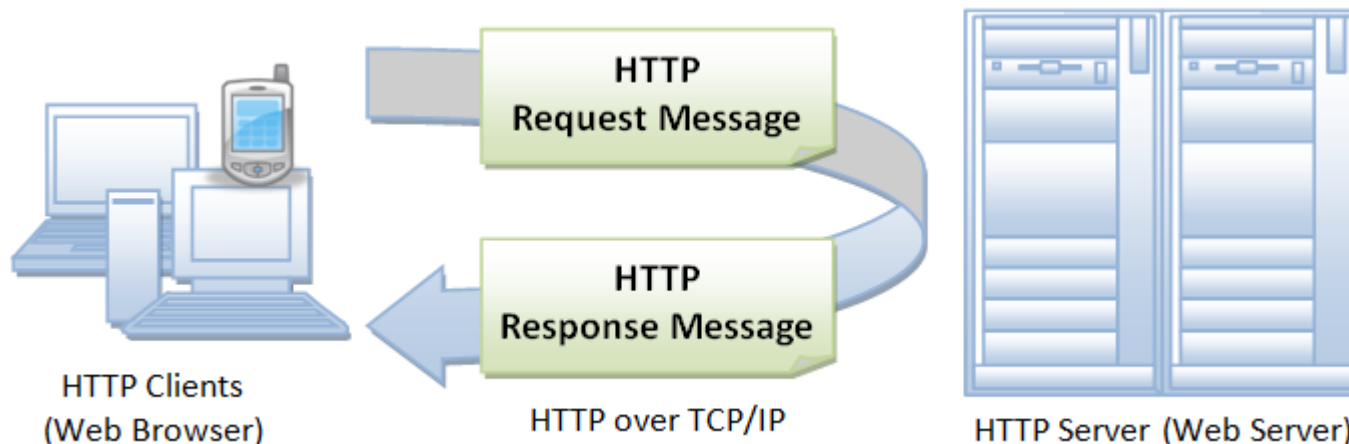 HTTP
Request Message
HTTP
Response Message
HTTP Clients
(Web Browser)
HTTP over TCP/IP
HTTP Server (Web Server)